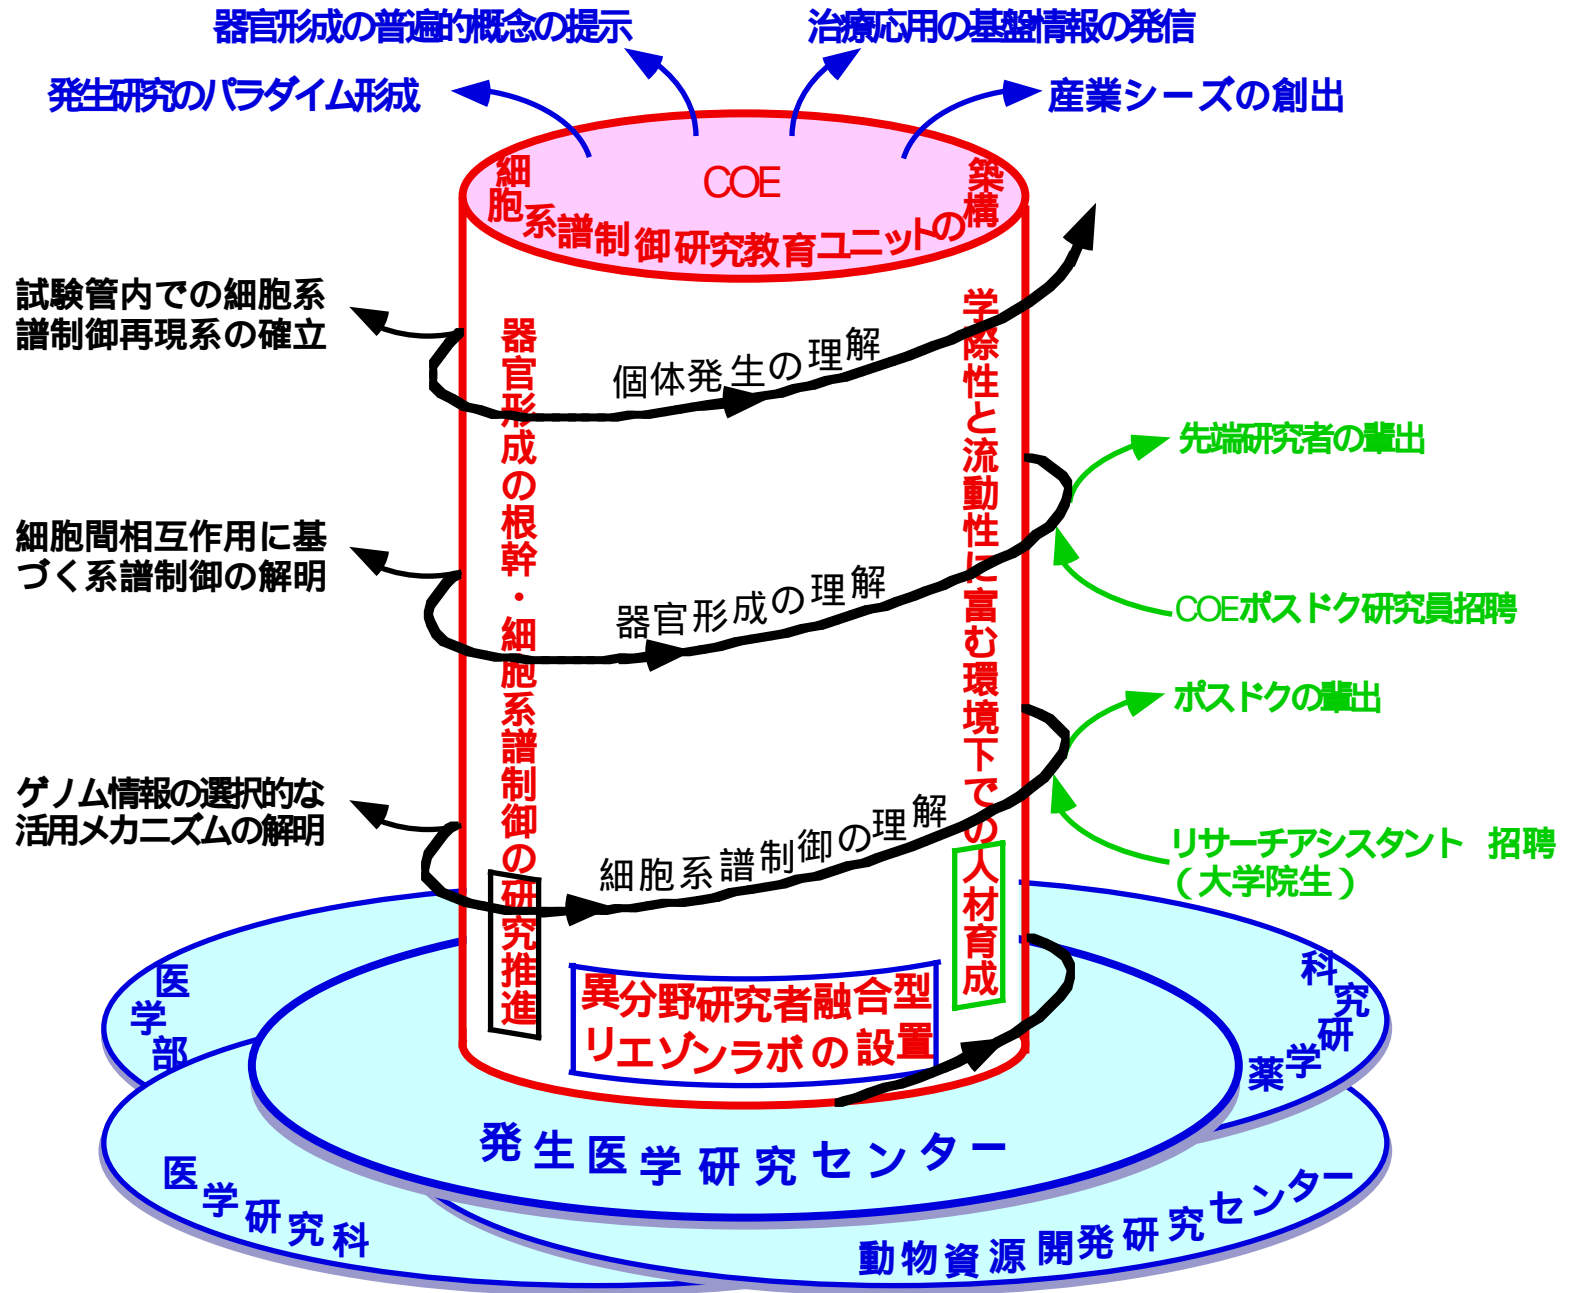 器官形成の普遍的概念の提示
治療応用の基盤情報の発信
発生研究のパラダイム形成
産業シーズの創出
COE
細胞系譜制御研究教育ユニットの構築
試験管内での細胞系
譜制御再現系の確立
器官形成の根幹・細胞系譜制御の研究推進
学際性と流動性に富む環境下での人材育成
個体発生の理解
先端研究者の輩出
細胞間相互作用に基
づく系譜制御の解明
器官形成の理解
COEポスドク研究員招聘
ポスドクの輩出
ゲノム情報の選択的な
活用メカニズムの解明
細胞系譜制御の理解
リサーチアシスタント 招聘
(大学院生)
異分野研究者融合型
リエゾンラボの設置
医学部
薬学研究科
発生医学研究センター
医学研究科
動物資源開発研究センター